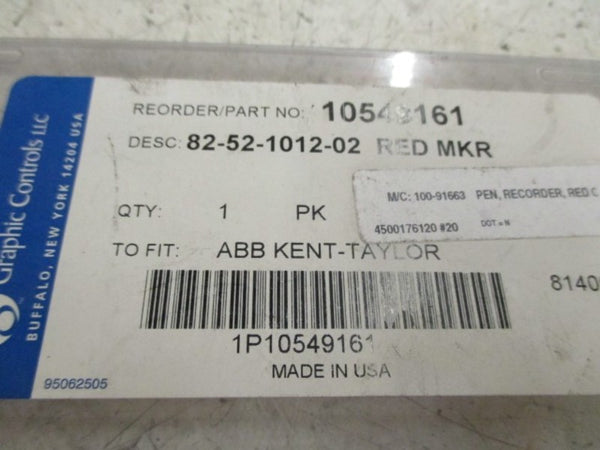 Graphic Controls LLC
BUFFALO, NEW YORK 14204 USA
REORDER/PART NO: 10549161
DESC: 82-52-1012-02 RED MKR
M/C: 100-91663 PEN, RECORDER, RED C
4500176120 #20 DOT = N
QTY: 1 PK
TO FIT: ABB KENT-TAYLOR
8140
1P10549161
MADE IN USA
95062505